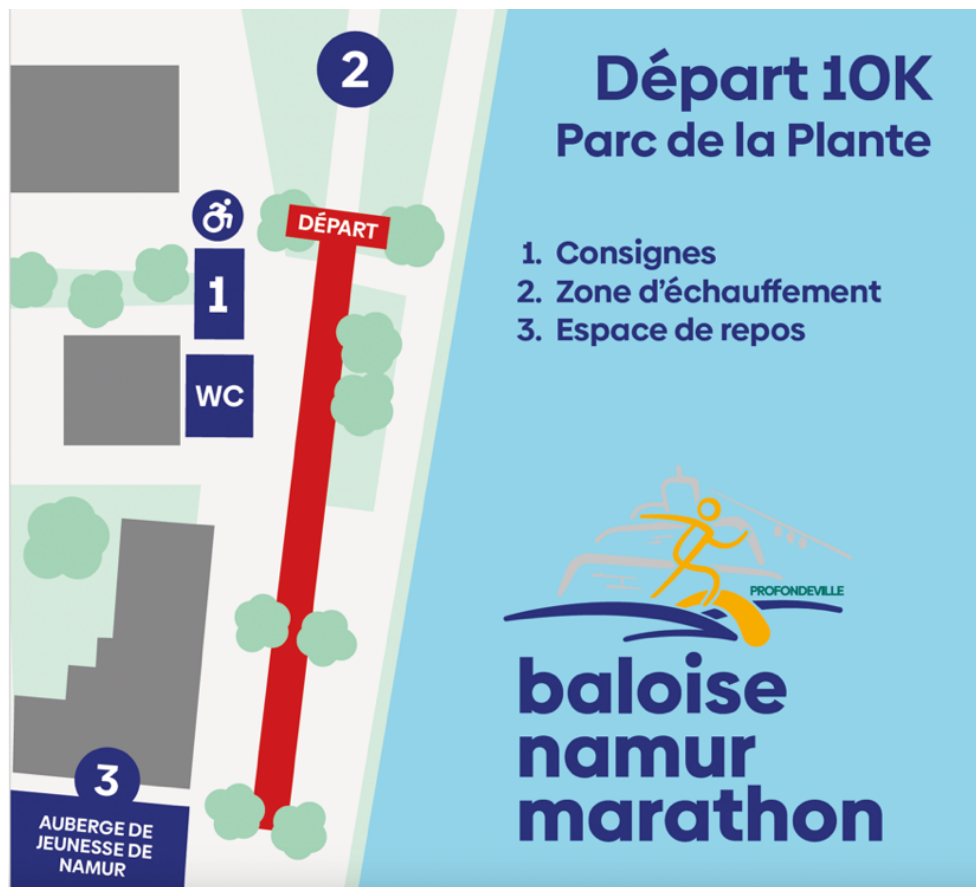 2
Départ 10K
Parc de la Plante
DÉPART
1
1. Consignes
2. Zone d'échauffement
3. Espace de repos
WC
PROFONDEVILLE
baloise
namur
marathon
3
AUBERGE DE
JEUNESSE DE
NAMUR